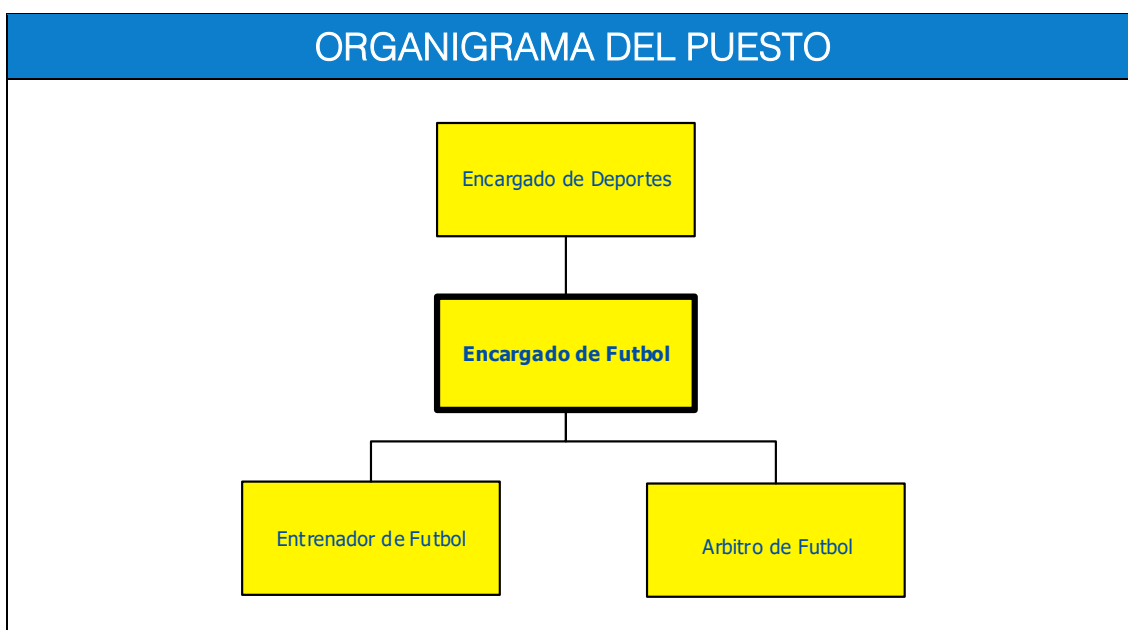 ORGANIGRAMA DEL PUESTO
Encargado de Deportes
Encargado de Futbol
Entrenador de Futbol
Arbitro de Futbol